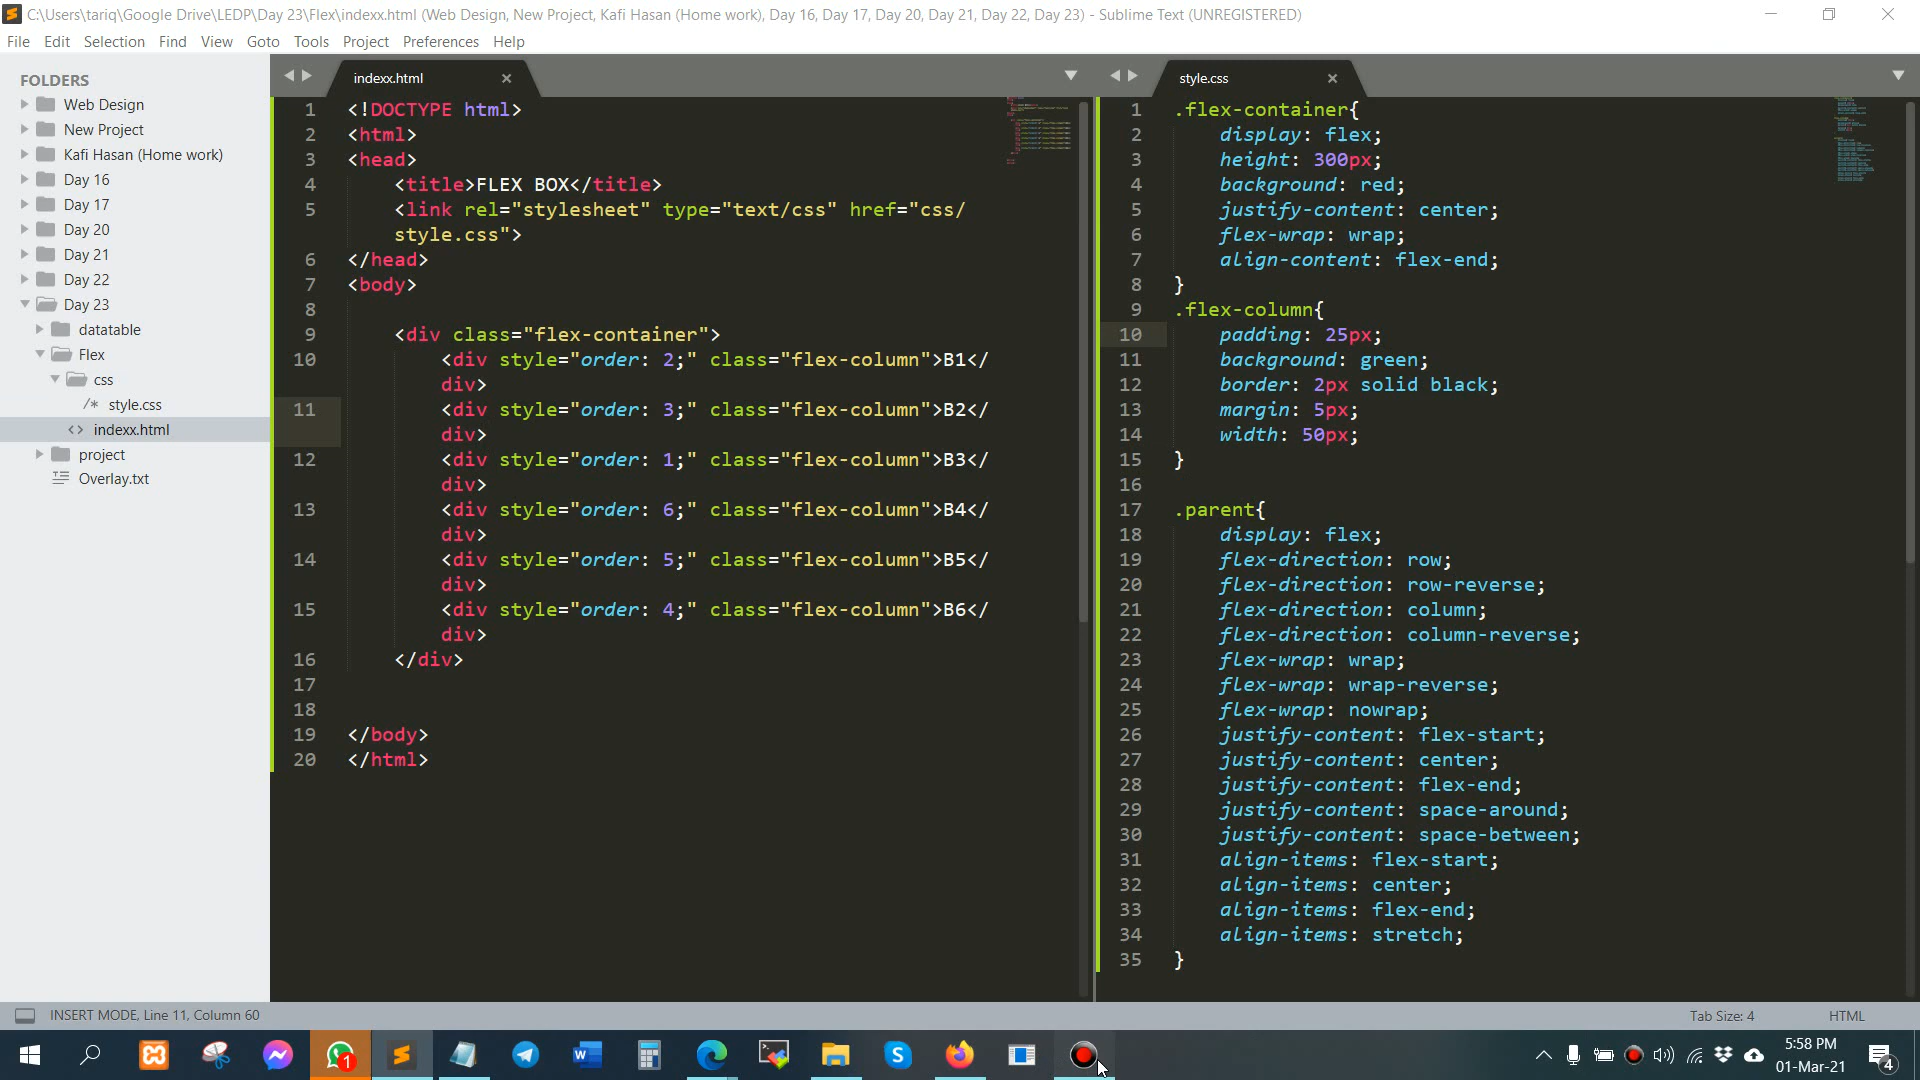 C:\Users\tariq\Google Drive\LEDP\Day 23\Flex\indexx.html (Web Design, New Project, Kafi Hasan (Home work), Day 16, Day 17, Day 20, Day 21, Day 22, Day 23) - Sublime Text (UNREGISTERED)
File Edit Selection Find View Goto Tools Project Preferences Help
FOLDERS
Web Design
New Project
Kafi Hasan (Home work)
Day 16
Day 17
Day 20
Day 21
Day 22
Day 23
datatable
Flex
css
/* style.css
<> indexx.html
project
Overlay.txt
indexx.html
1 <!DOCTYPE html>
2 <html>
3 <head>
4 <title>FLEX BOX</title>
5 <link rel="stylesheet" type="text/css" href="css/
style.css">
6 </head>
7 <body>
8
9 <div class="flex-container">
10 <div style="order: 2;" class="flex-column">B1</
div>
11 <div style="order: 3;" class="flex-column">B2</
div>
12 <div style="order: 1;" class="flex-column">B3</
div>
13 <div style="order: 6;" class="flex-column">B4</
div>
14 <div style="order: 5;" class="flex-column">B5</
div>
15 <div style="order: 4;" class="flex-column">B6</
div>
16 </div>
17
18
19 </body>
20 </html>
style.css
1 .flex-container{
2 display: flex;
3 height: 300px;
4 background: red;
5 justify-content: center;
6 flex-wrap: wrap;
7 align-content: flex-end;
8 }
9 .flex-column{
10 padding: 25px;
11 background: green;
12 border: 2px solid black;
13 margin: 5px;
14 width: 50px;
15 }
16
17 .parent{
18 display: flex;
19 flex-direction: row;
20 flex-direction: row-reverse;
21 flex-direction: column;
22 flex-direction: column-reverse;
23 flex-wrap: wrap;
24 flex-wrap: wrap-reverse;
25 flex-wrap: nowrap;
26 justify-content: flex-start;
27 justify-content: center;
28 justify-content: flex-end;
29 justify-content: space-around;
30 justify-content: space-between;
31 align-items: flex-start;
32 align-items: center;
33 align-items: flex-end;
34 align-items: stretch;
35 }
INSERT MODE, Line 11, Column 60
Tab Size: 4
HTML
1
5:58 PM
01-Mar-21
4